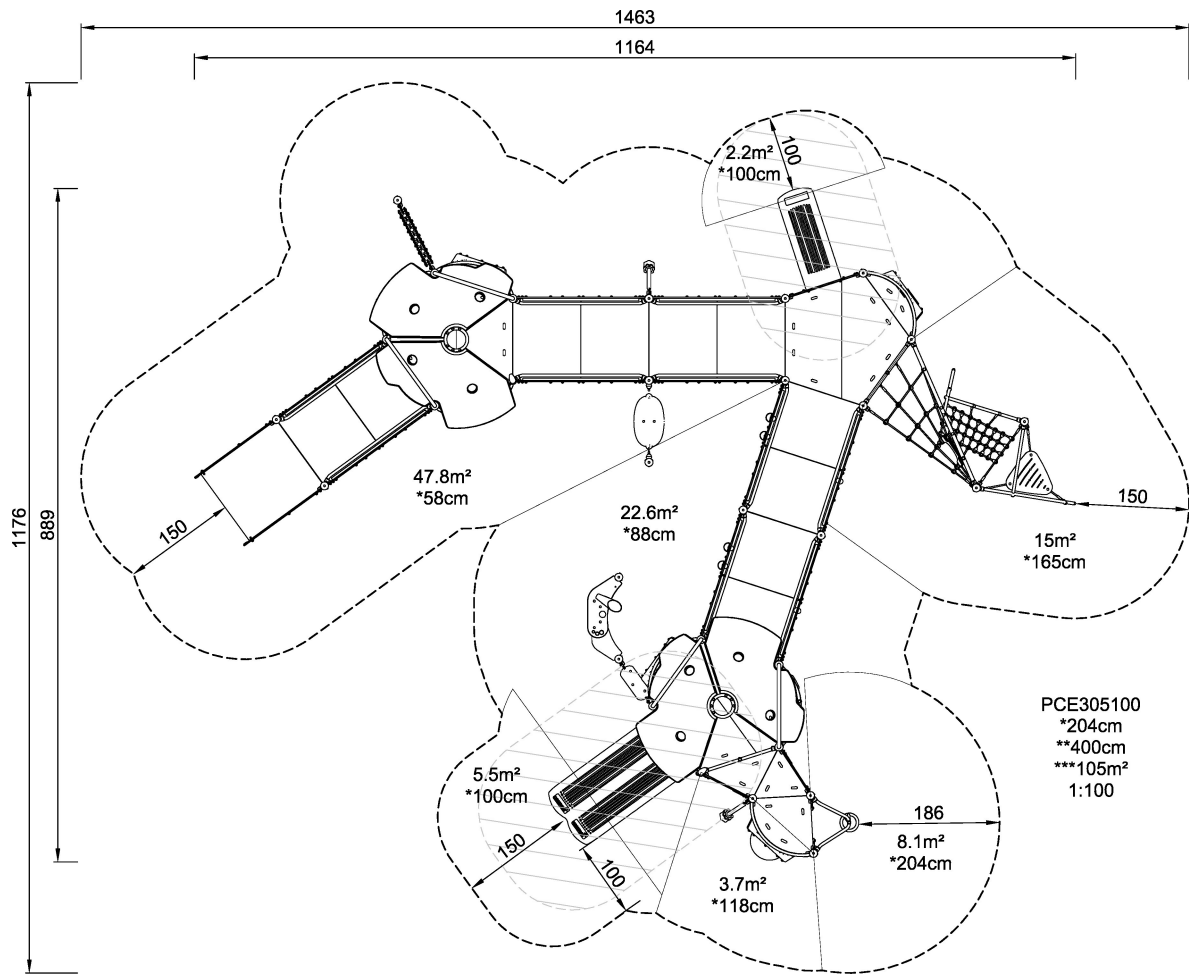 1463
1164
1176
889
100
2.2m²
*100cm
47.8m²
*58cm
150
22.6m²
*88cm
150
15m²
*165cm
PCE305100
*204cm
**400cm
***105m²
1:100
5.5m²
*100cm
150
100
186
8.1m²
*204cm
3.7m²
*118cm